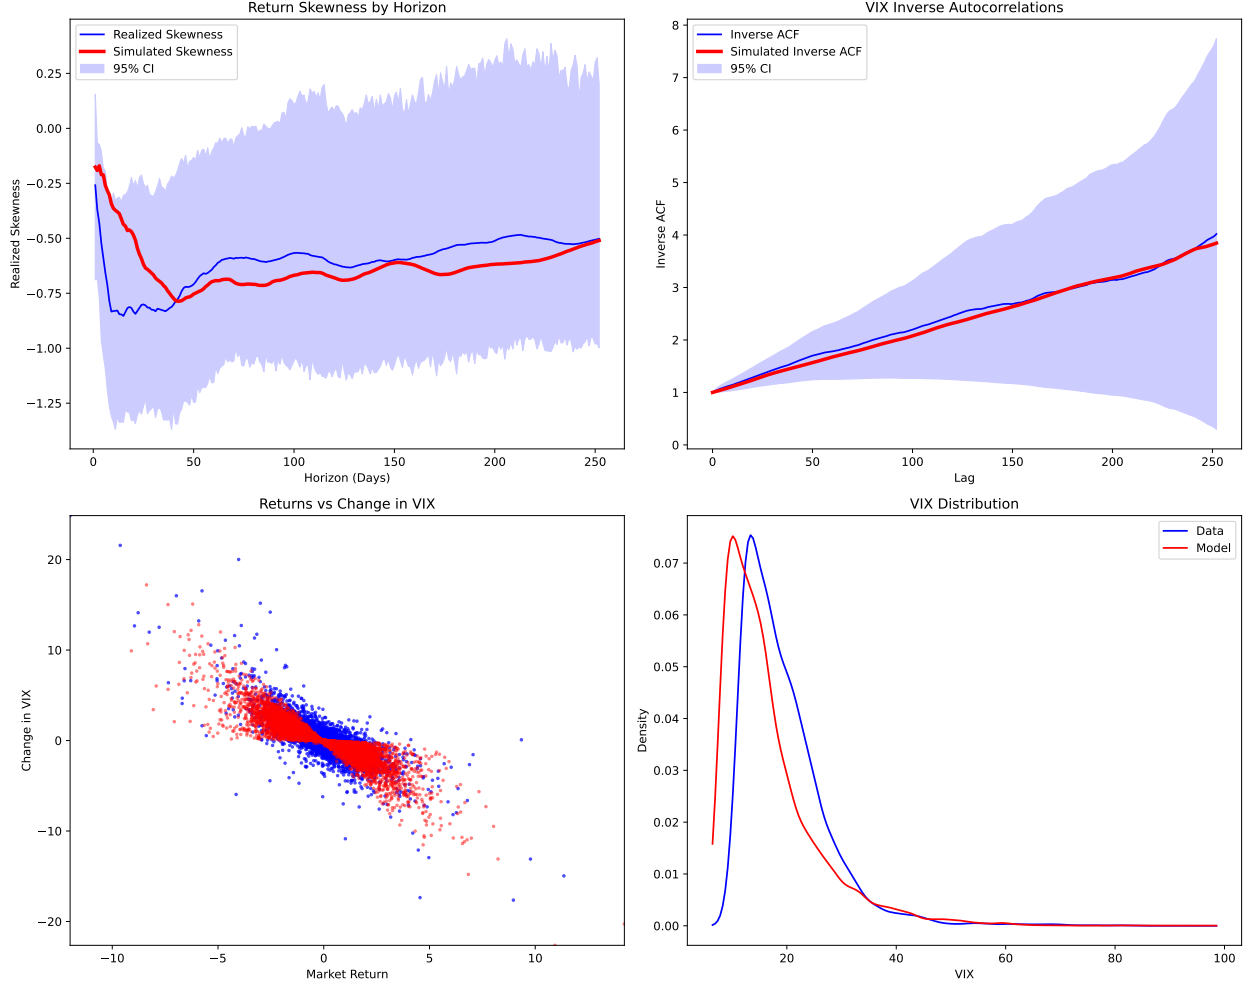 Return Skewness by Horizon
Realized Skewness
Simulated Skewness
95% CI
0.25
0.00
−0.25
−0.50
−0.75
−1.00
−1.25
Realized Skewness
0
50
100
150
200
250
Horizon (Days)
VIX Inverse Autocorrelations
Inverse ACF
Simulated Inverse ACF
95% CI
8
7
6
5
4
3
2
1
0
Inverse ACF
0
50
100
150
200
250
Lag
Returns vs Change in VIX
20
10
0
−10
−20
Change in VIX
−10
−5
0
5
10
Market Return
VIX Distribution
Data
Model
0.07
0.06
0.05
0.04
0.03
0.02
0.01
0.00
Density
20
40
60
80
100
VIX